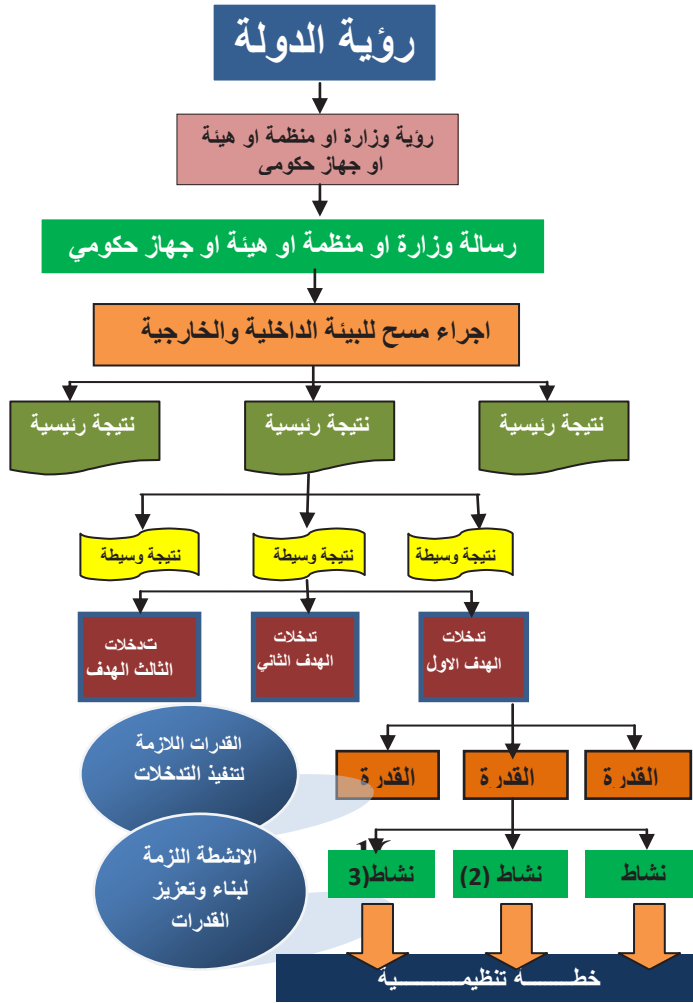 رؤية الدولة
رؤية وزارة او منظمة او هيئة
او جهاز حكومى
رسالة وزارة او منظمة او هيئة او جهاز حكومي
اجراء مسح للبيئة الداخلية والخارجية
نتيجة رئيسية
نتيجة رئيسية
نتيجة رئيسية
نتيجة وسيطة
نتيجة وسيطة
نتيجة وسيطة
تدخلات
الهدف الاول
تدخلات
الهدف الثاني
تدخلات
الثالث الهدف
القدرات اللازمة
لتنفيذ التدخلات
القدرة
القدرة
القدرة
الانشطة اللزمة
لبناء وتعزيز
القدرات
نشاط
نشاط (2)
نشاط(3
خطـــــــة تنظيمــــــــــية